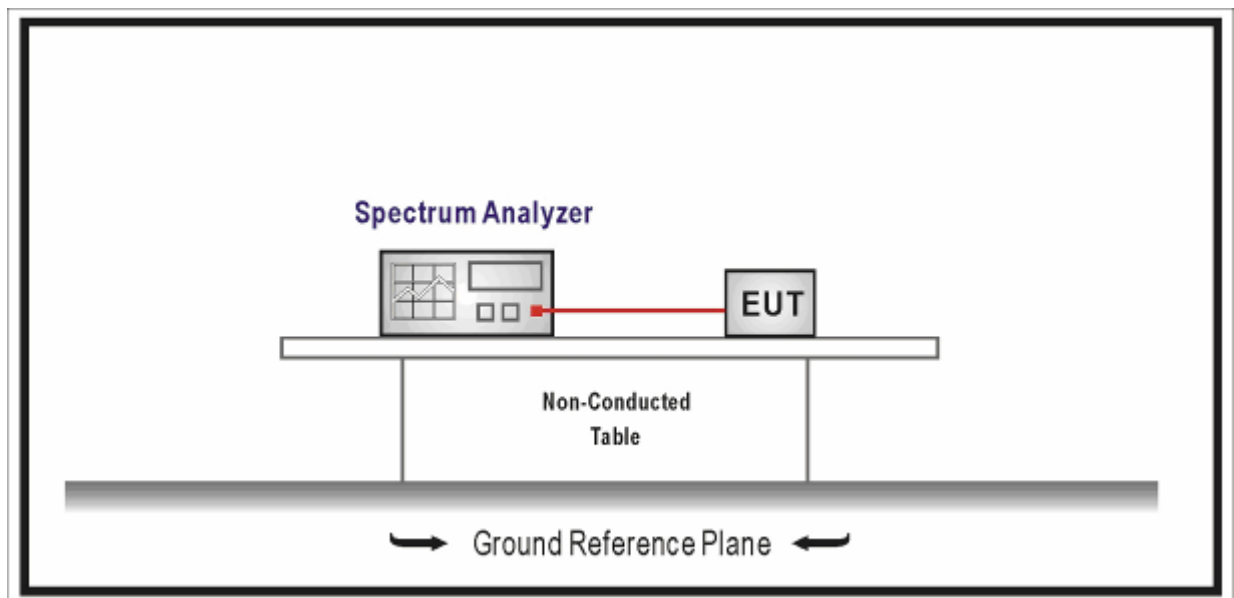 Spectrum Analyzer
EUT
Non-Conducted
Table
Ground Reference Plane